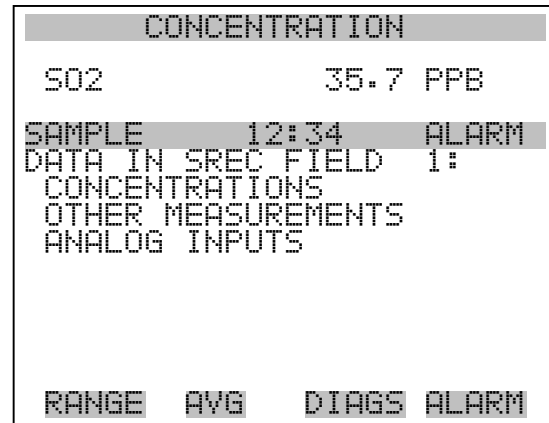 CONCENTRATION
SO2 35.7 PPB
SAMPLE 12:34 ALARM
DATA IN SREC FIELD 1:
CONCENTRATIONS
OTHER MEASUREMENTS
ANALOG INPUTS
RANGE AVG DIAGS ALARM